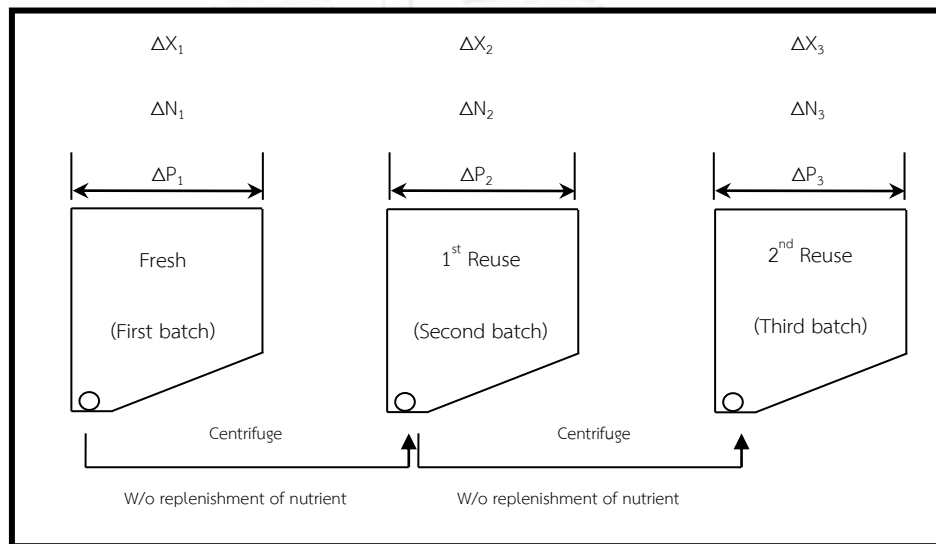 ΔX₁ ΔX₂ ΔX₃
ΔN₁ ΔN₂ ΔN₃
ΔP₁ ΔP₂ ΔP₃
Fresh 1st Reuse 2nd Reuse
(First batch) (Second batch) (Third batch)
Centrifuge Centrifuge
W/o replenishment of nutrient W/o replenishment of nutrient